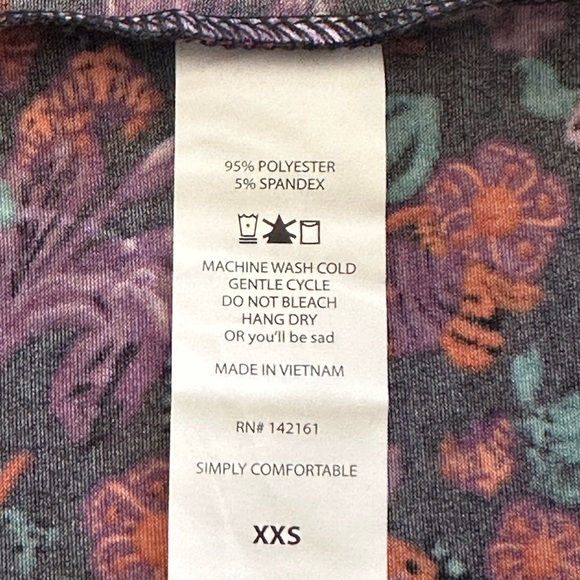 95% POLYESTER
5% SPANDEX
MACHINE WASH COLD
GENTLE CYCLE
DO NOT BLEACH
HANG DRY
OR you'll be sad
MADE IN VIETNAM
RN# 142161
SIMPLY COMFORTABLE
XXS